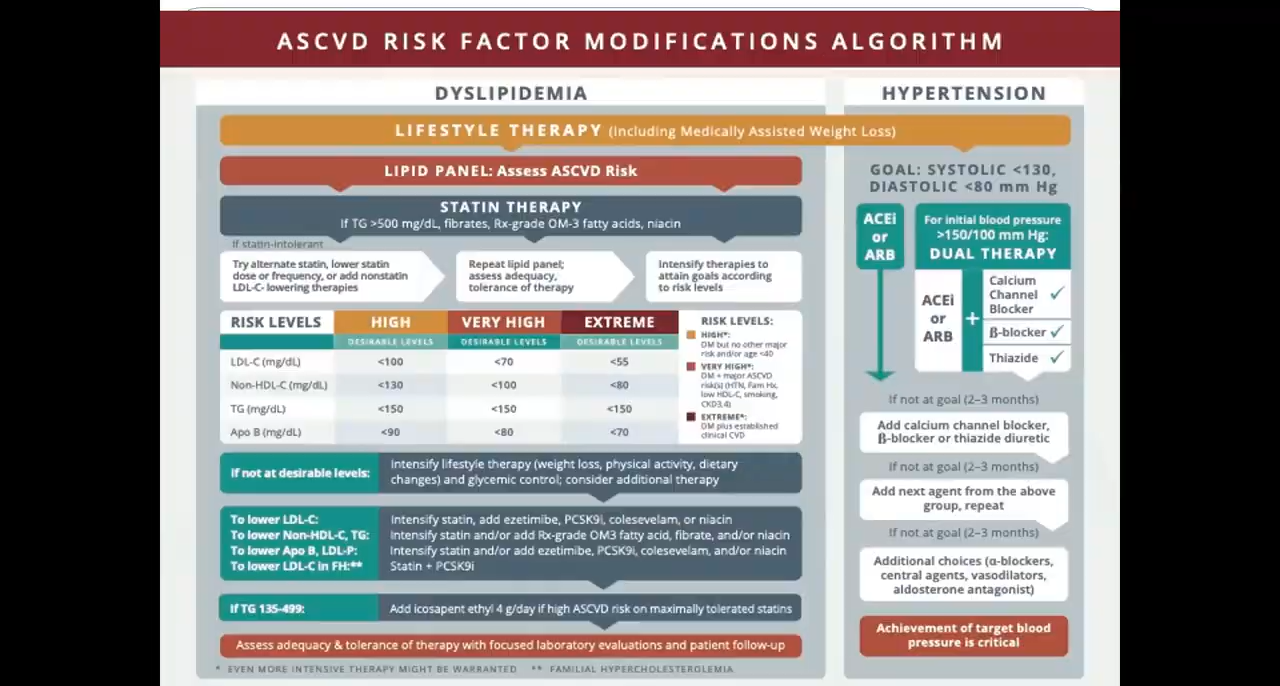 ASCVD RISK FACTOR MODIFICATIONS ALGORITHM
DYSLIPIDEMIA
HYPERTENSION
LIFESTYLE THERAPY (Including Medically Assisted Weight Loss)
LIPID PANEL: Assess ASCVD Risk
STATIN THERAPY
If TG >500 mg/dL, fibrates, Rx-grade OM-3 fatty acids, niacin
If statin-intolerant
Try alternate statin, lower statin
dose or frequency, or add nonstatin
LDL-C- lowering therapies
Repeat lipid panel;
assess adequacy,
tolerance of therapy
Intensify therapies to
attain goals according
to risk levels
RISK LEVELS HIGH VERY HIGH EXTREME
DESIRABLE LEVELS DESIRABLE LEVELS DESIRABLE LEVELS
LDL-C (mg/dL) <100 <70 <55
Non-HDL-C (mg/dL) <130 <100 <80
TG (mg/dL) <150 <150 <150
Apo B (mg/dL) <90 <80 <70
RISK LEVELS:
HIGH*:
DM but no other major
risk and/or age <40
VERY HIGH*:
DM + major ASCVD
risk(s) (HTN, Fam Hx,
low HDL-C, smoking,
CKD3,4)
EXTREME*:
DM plus established
clinical CVD
If not at desirable levels:
Intensify lifestyle therapy (weight loss, physical activity, dietary
changes) and glycemic control; consider additional therapy
To lower LDL-C: Intensify statin, add ezetimibe, PCSK9i, colesevelam, or niacin
To lower Non-HDL-C, TG: Intensify statin and/or add Rx-grade OM3 fatty acid, fibrate, and/or niacin
To lower Apo B, LDL-P: Intensify statin and/or add ezetimibe, PCSK9i, colesevelam, and/or niacin
To lower LDL-C in FH:** Statin + PCSK9i
If TG 135-499: Add icosapent ethyl 4 g/day if high ASCVD risk on maximally tolerated statins
Assess adequacy & tolerance of therapy with focused laboratory evaluations and patient follow-up
* EVEN MORE INTENSIVE THERAPY MIGHT BE WARRANTED ** FAMILIAL HYPERCHOLESTEROLEMIA
GOAL: SYSTOLIC <130,
DIASTOLIC <80 mm Hg
ACEi
or
ARB
For initial blood pressure
>150/100 mm Hg:
DUAL THERAPY
ACEi
or
ARB
+
Calcium
Channel
Blocker ✓
ß-blocker ✓
Thiazide ✓
If not at goal (2–3 months)
Add calcium channel blocker,
ß-blocker or thiazide diuretic
If not at goal (2–3 months)
Add next agent from the above
group, repeat
If not at goal (2–3 months)
Additional choices (α-blockers,
central agents, vasodilators,
aldosterone antagonist)
Achievement of target blood
pressure is critical